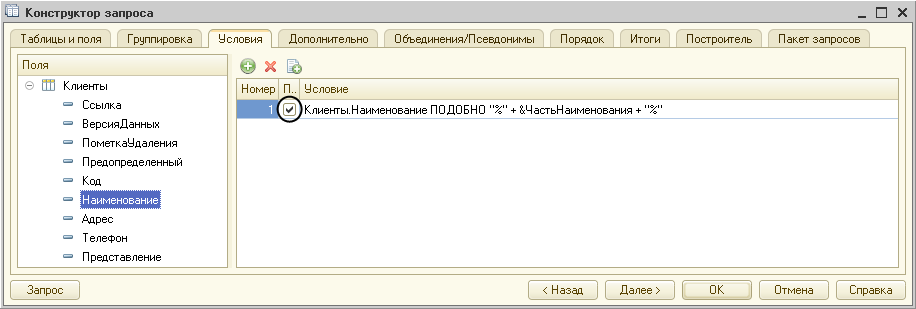 Конструктор запроса
Таблицы и поля Группировка Условия Дополнительно Объединения/Псевдонимы Порядок Итоги Построитель Пакет запросов
Поля
Клиенты
Ссылка
ВерсияДанных
ПометкаУдаления
Предопределенный
Код
Наименование
Адрес
Телефон
Представление
Номер П.. Условие
1 Клиенты.Наименование ПОДОБНО "%" + &ЧастьНаименования + "%"
Запрос < Назад Далее > ОК Отмена Справка